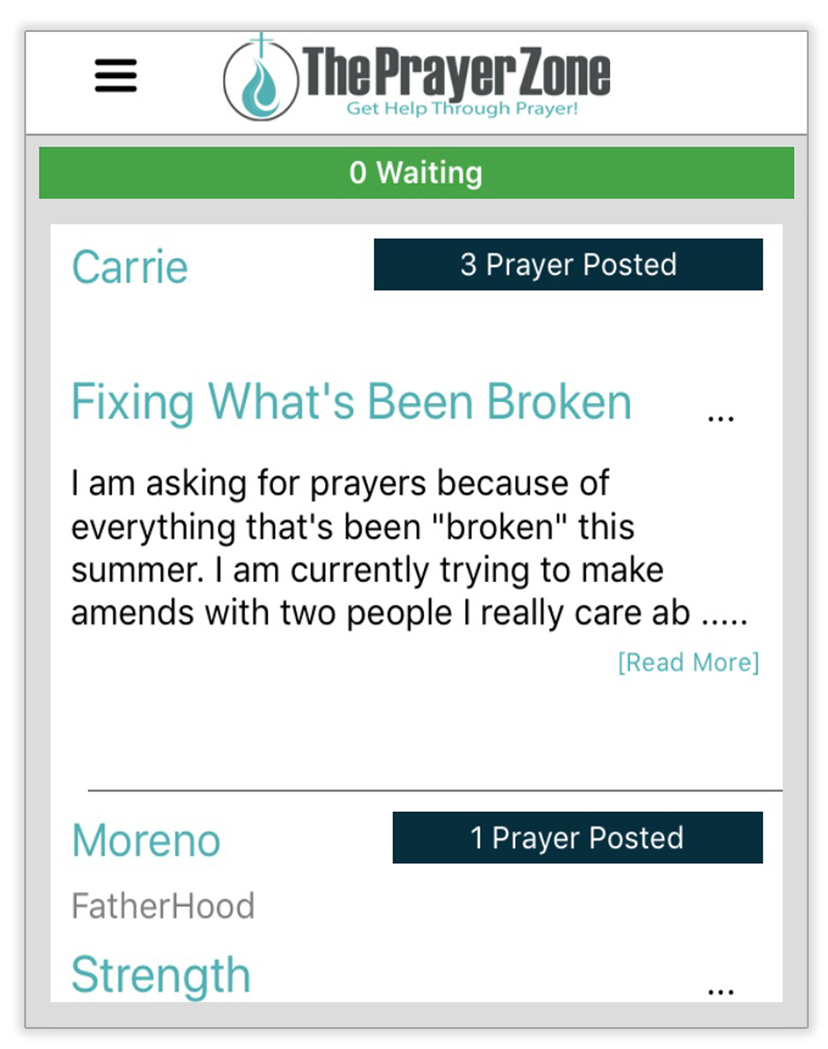 ThePrayerZone
Get Help Through Prayer!
0 Waiting
Carrie
3 Prayer Posted
Fixing What's Been Broken
...
I am asking for prayers because of
everything that's been "broken" this
summer. I am currently trying to make
amends with two people I really care ab .....
[Read More]
Moreno
1 Prayer Posted
FatherHood
Strength
...